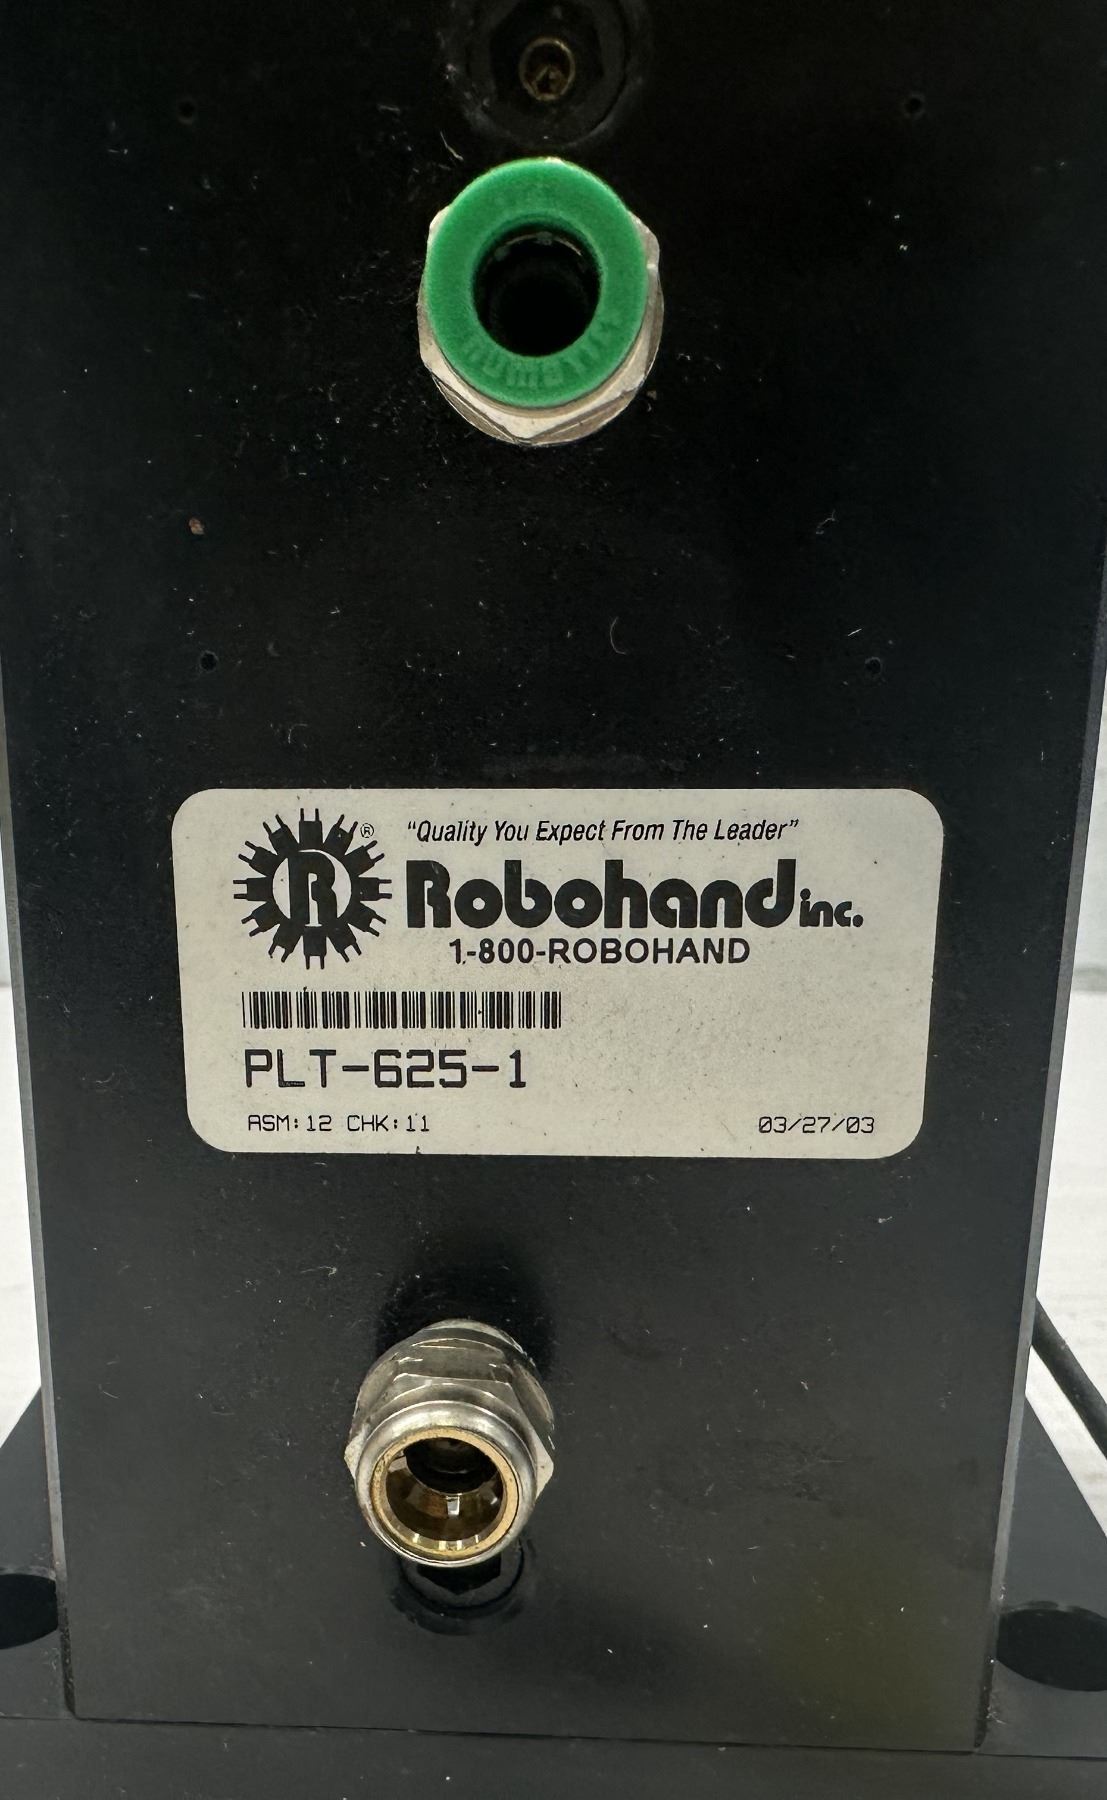 R ®
"Quality You Expect From The Leader"
Robohand inc.
1-800-ROBOHAND
PLT-625-1
ASM:12 CHK:11 03/27/03